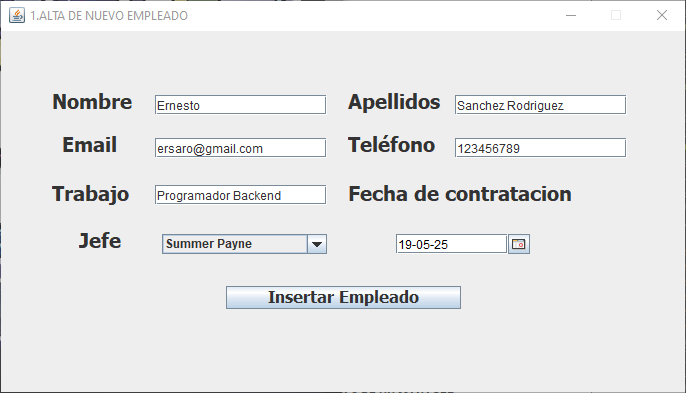 1.ALTA DE NUEVO EMPLEADO
Nombre Ernesto Apellidos Sanchez Rodriguez
Email ersaro@gmail.com Teléfono 123456789
Trabajo Programador Backend Fecha de contratacion
Jefe Summer Payne 19-05-25
Insertar Empleado